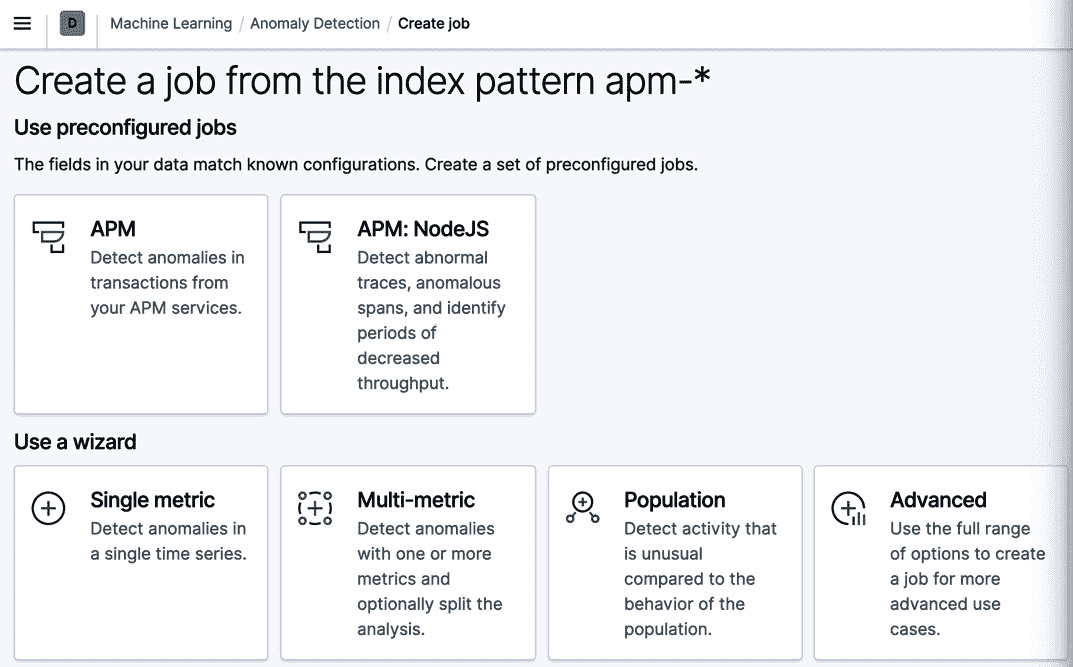 D Machine Learning / Anomaly Detection / Create job
Create a job from the index pattern apm-*
Use preconfigured jobs
The fields in your data match known configurations. Create a set of preconfigured jobs.
APM
Detect anomalies in
transactions from
your APM services.
APM: NodeJS
Detect abnormal
traces, anomalous
spans, and identify
periods of
decreased
throughput.
Use a wizard
Single metric
Detect anomalies in
a single time series.
Multi-metric
Detect anomalies
with one or more
metrics and
optionally split the
analysis.
Population
Detect activity that
is unusual
compared to the
behavior of the
population.
Advanced
Use the full range
of options to create
a job for more
advanced use
cases.